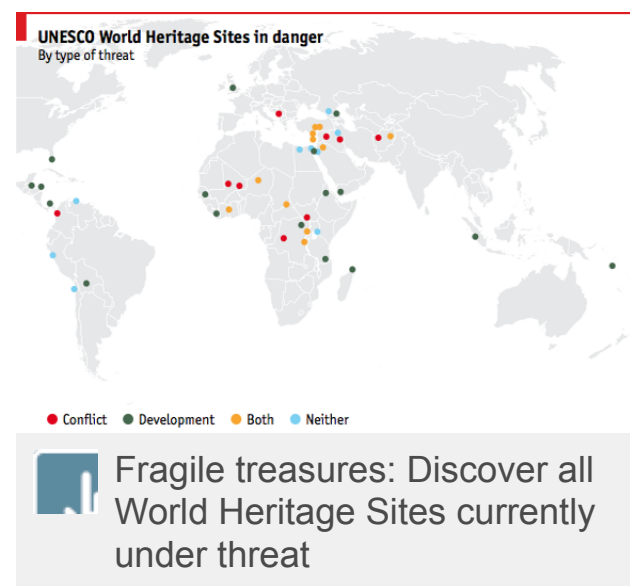 UNESCO World Heritage Sites in danger
By type of threat
Conflict Development Both Neither
Fragile treasures: Discover all
World Heritage Sites currently
under threat